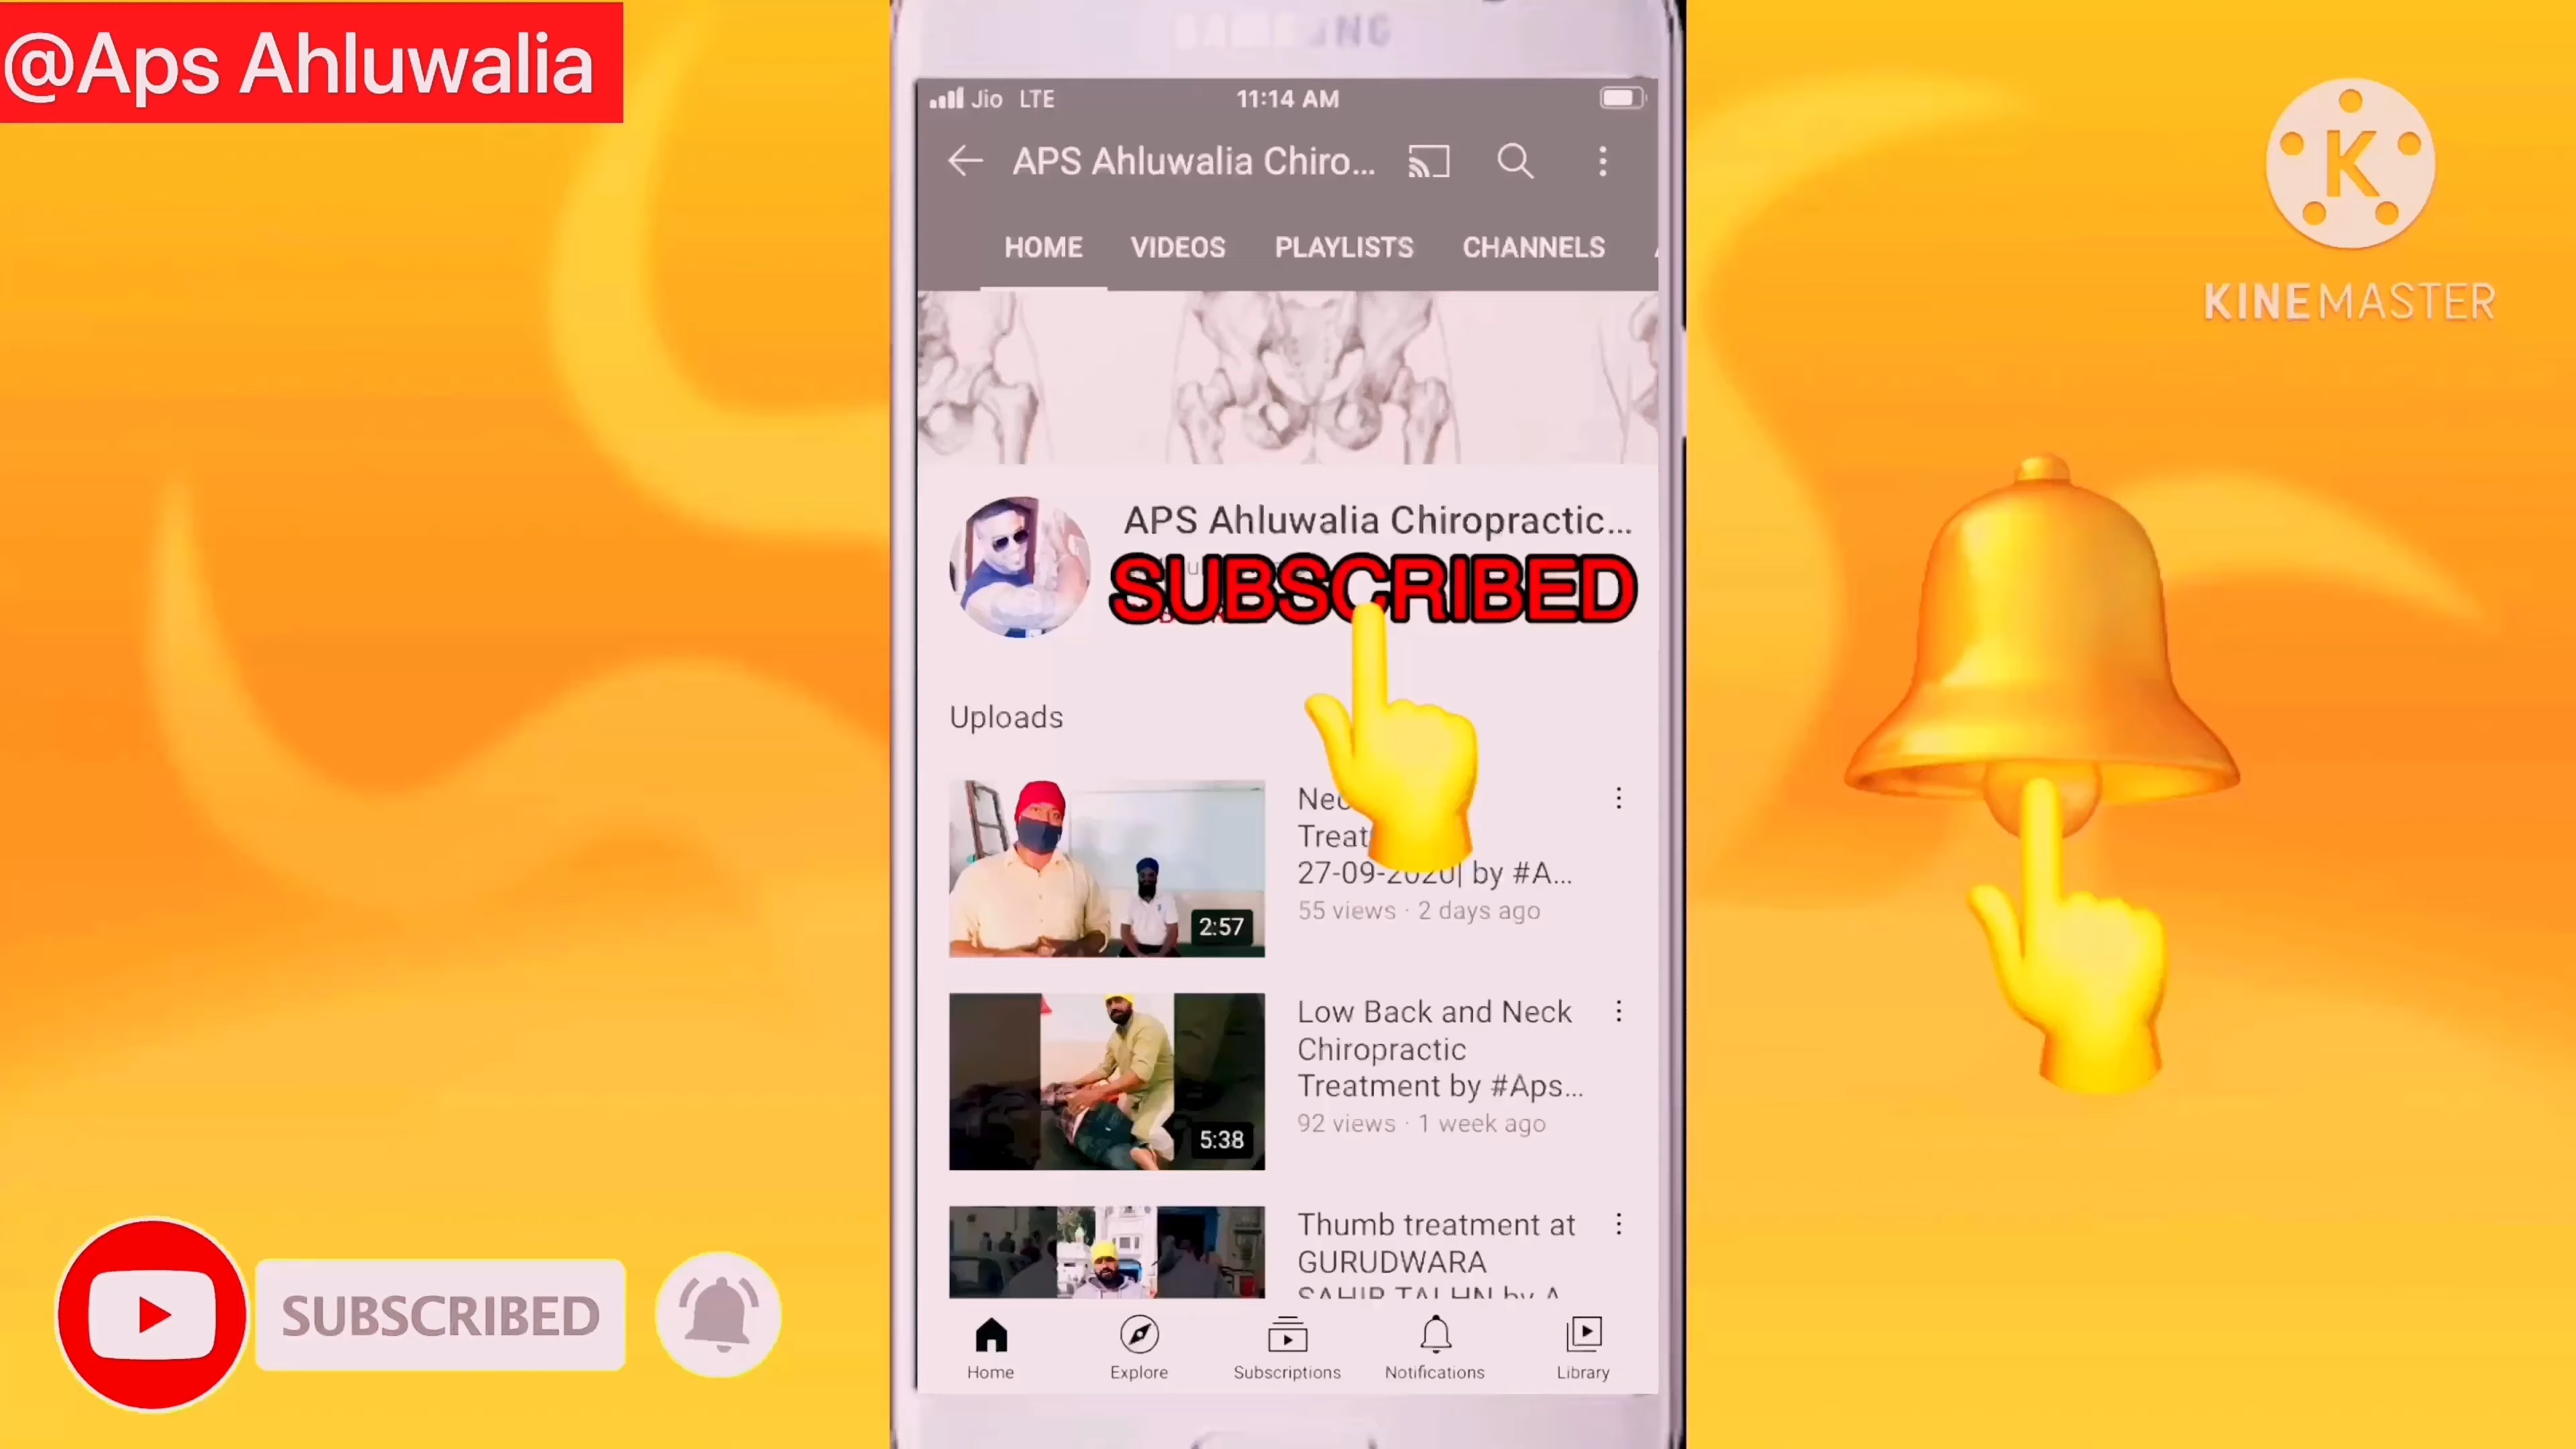 @Aps Ahluwalia
SAMSUNG
Jio LTE
11:14 AM
APS Ahluwalia Chiro...
HOME
VIDEOS
PLAYLISTS
CHANNELS
KINEMASTER
APS Ahluwalia Chiropractic...
SUBSCRIBED
Uploads
Treat
27-09-2020| by #A...
55 views · 2 days ago
2:57
Low Back and Neck
Chiropractic
Treatment by #Aps...
92 views · 1 week ago
5:38
Thumb treatment at
GURUDWARA
SUBSCRIBED
Home
Explore
Subscriptions
Notifications
Library